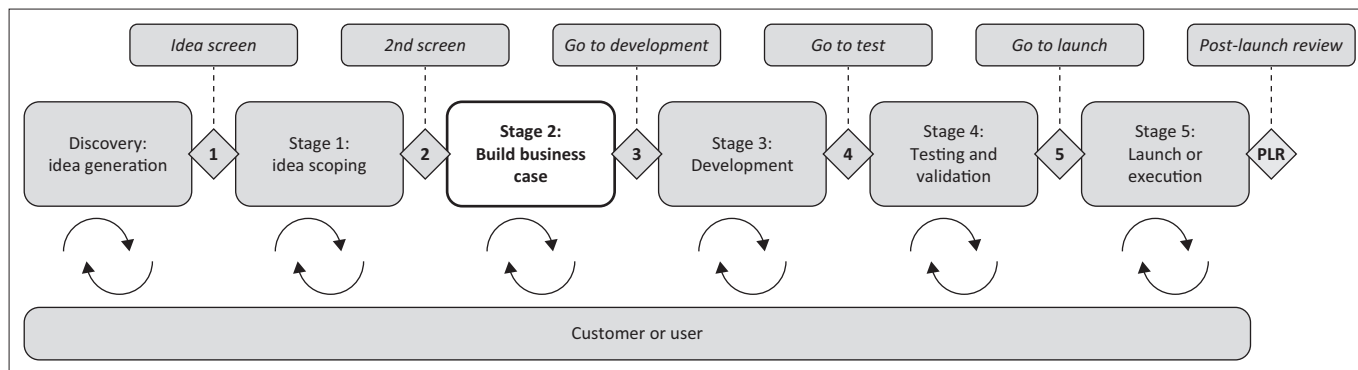 Idea screen
2nd screen
Go to development
Go to test
Go to launch
Post-launch review
Discovery:
idea generation
1
Stage 1:
idea scoping
2
Stage 2:
Build business
case
3
Stage 3:
Development
4
Stage 4:
Testing and
validation
5
Stage 5:
Launch or
execution
PLR
Customer or user